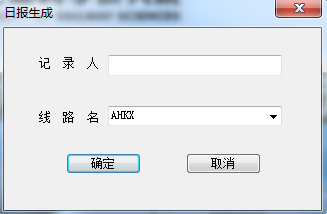 日报生成
记 录 人
线 路 名 AHKX
确定 取消